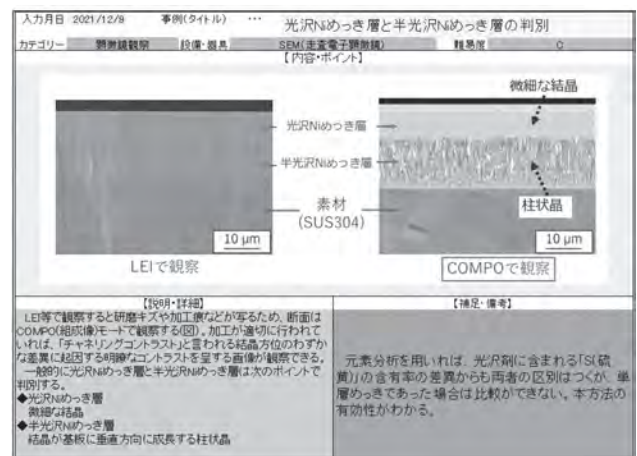 入力月日 2021/12/9 事例(タイトル) … 光沢Niめっき層と半光沢Niめっき層の判別
カテゴリー 顕微鏡観察 設備・器具 SEM(走査電子顕微鏡) 難易度 C
【内容・ポイント】
微細な結晶
光沢Niめっき層
半光沢Niめっき層
素材
(SUS304)
柱状晶
10 μm
10 μm
LEIで観察
COMPOで観察
【説明・詳細】
LEI等で観察すると研磨キズや加工痕などが写るため、断面は
COMPO(組成像)モードで観察する(図)。加工が適切に行われて
いれば、「チャネリングコントラスト」と言われる結晶方位のわずか
な差異に起因する明瞭なコントラストを呈する画像が観察できる。
一般的に光沢Niめっき層と半光沢Niめっき層は次のポイントで
判別する。
◆光沢Niめっき層
微細な結晶
◆半光沢Niめっき層
結晶が基板に垂直方向に成長する柱状晶
【補足・備考】
元素分析を用いれば、光沢剤に含まれる「S(硫
黄)」の含有率の差異からも両者の区別はつくが、単
層めっきであった場合は比較ができない。本方法の
有効性がわかる。